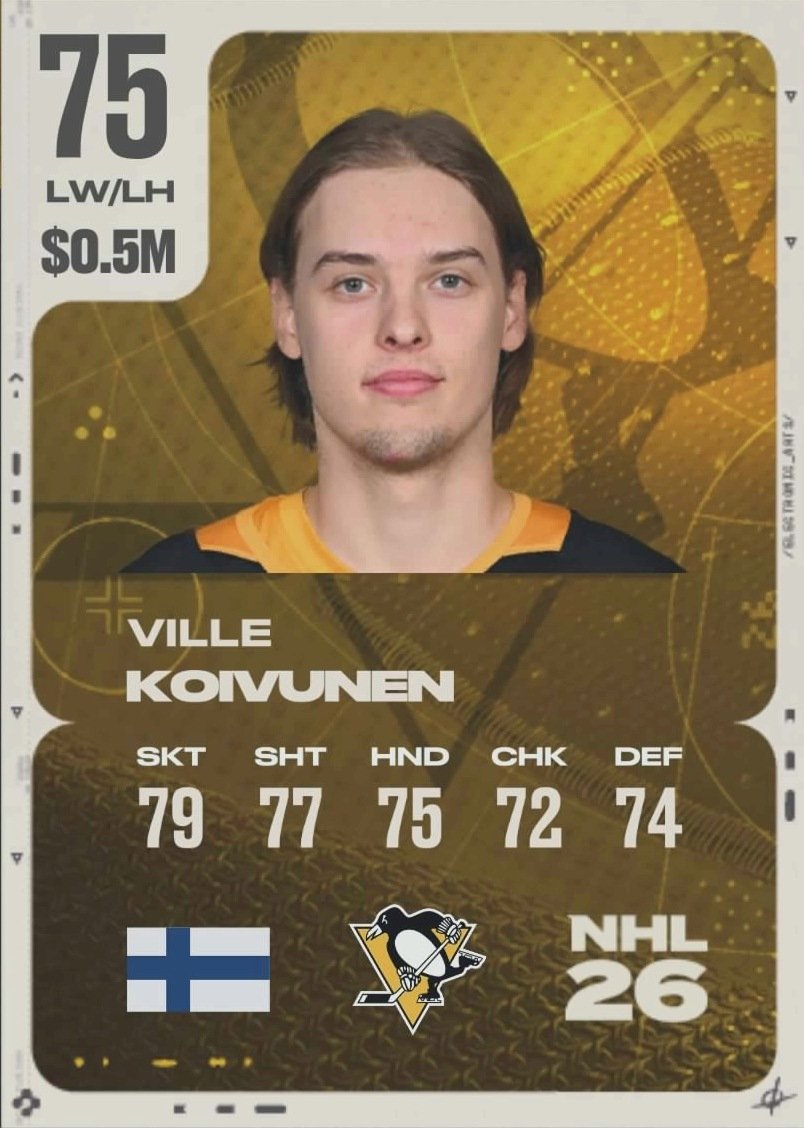 75
LW/LH
$0.5M
VILLE
KOIVUNEN
SKT SHT HND CHK DEF
79 77 75 72 74
NHL
26